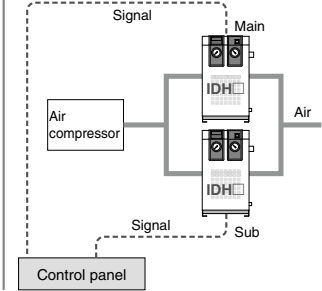 Signal
Main
IDH□
Air
compressor
Air
IDH□
Signal
Sub
Control panel